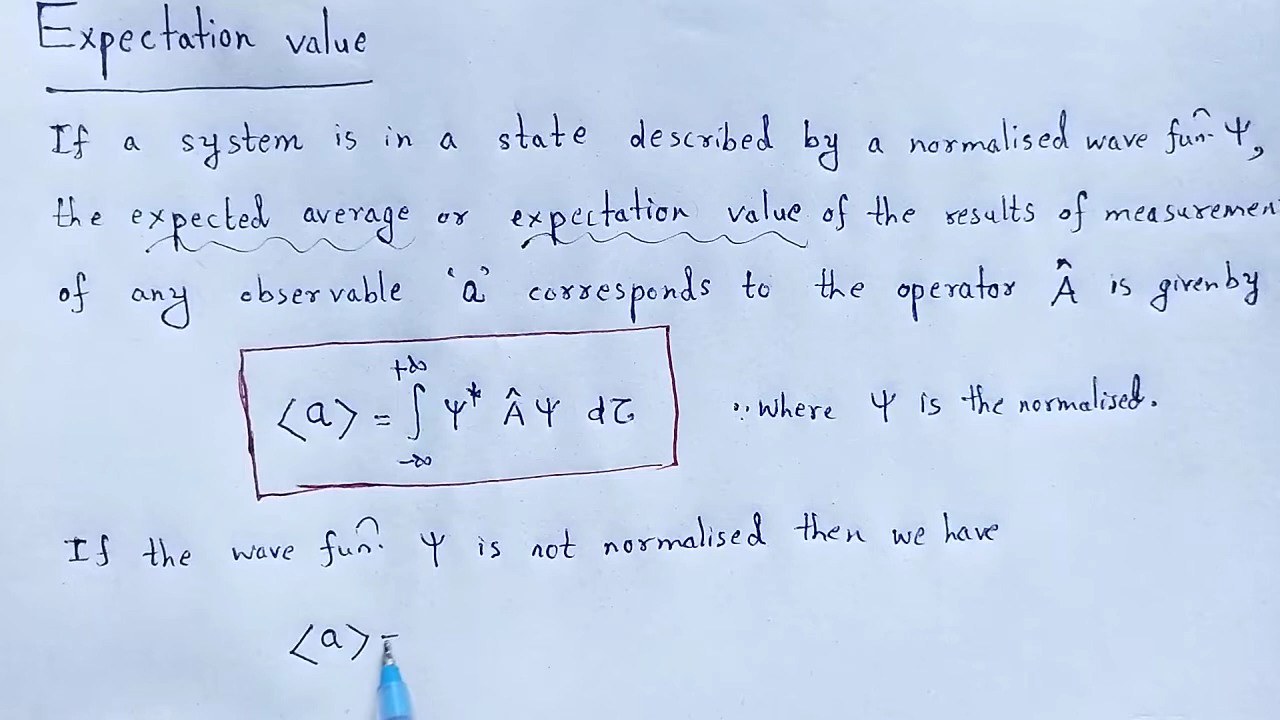 Expectation value
If a system is in a state described by a normalised wave fun. Ψ,
the expected average or expectation value of the results of measuremen
of any observable 'a' corresponds to the operator Â is given by
+∞
⟨a⟩ = ∫ Ψ* Â Ψ dτ ∵ where Ψ is the normalised.
-∞
If the wave fun. Ψ is not normalised then we have
⟨a⟩ -